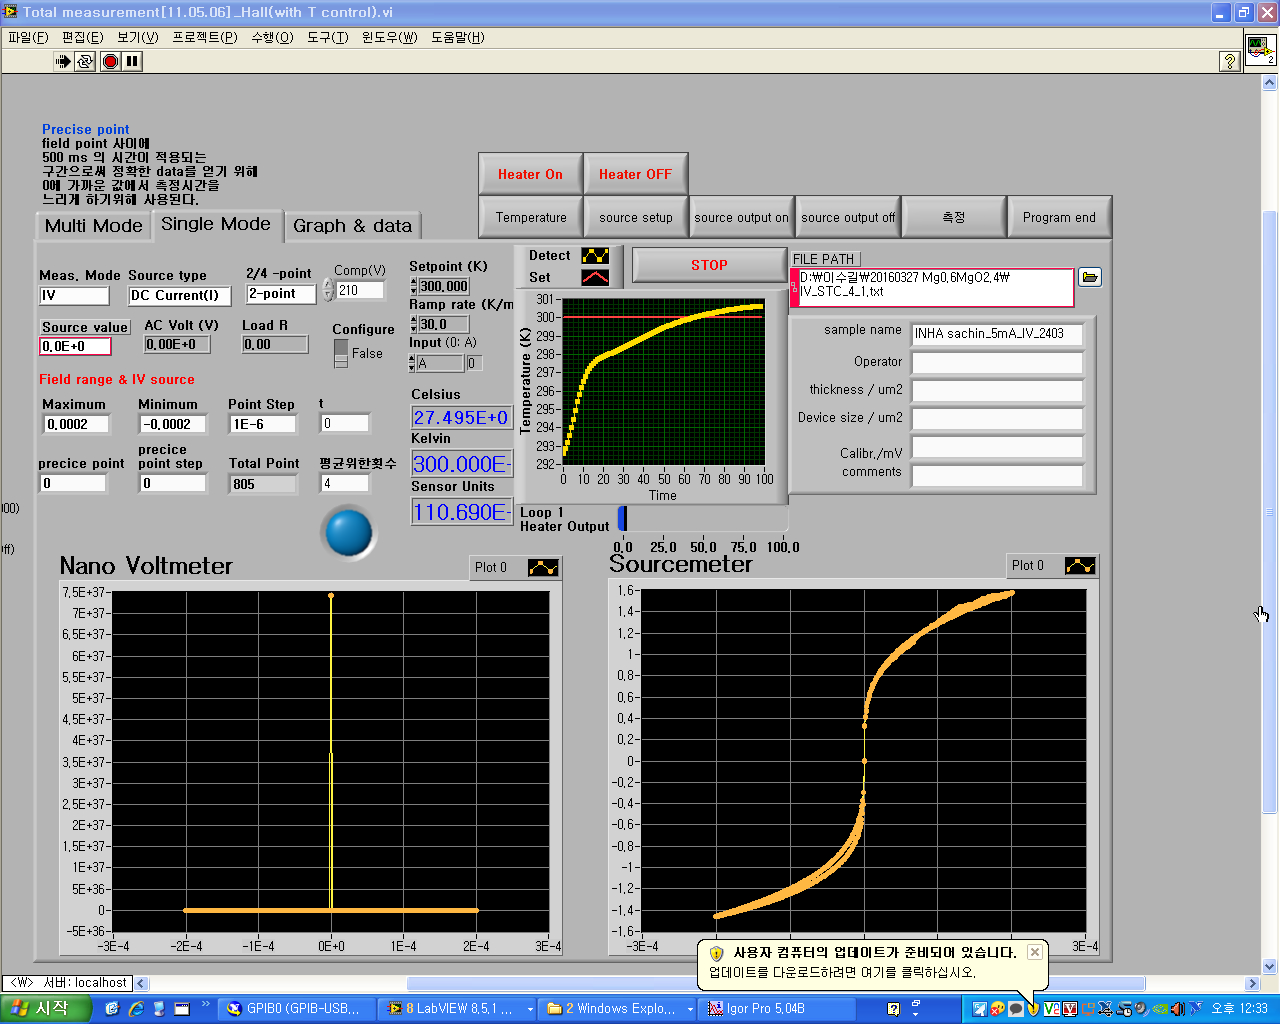 Total measurement[11.05.06]_Hall(with T control).vi
파일(F) 편집(E) 보기(V) 프로젝트(P) 수행(O) 도구(T) 윈도우(W) 도움말(H)
2
Precise point
field point 사이에
500 ms 의 시간이 적용되는
구간으로써 정확한 data를 얻기 위해
0에 가까운 값에서 측정시간을
느리게 하기위해 사용된다.
Heater On Heater OFF
Temperature source setup source output on source output off 측정 Program end
Multi Mode Single Mode Graph & data
Meas. Mode Source type 2/4 -point Comp(V)
IV DC Current(I) 2-point 210
Source value AC Volt (V) Load R Configure
0.0E+0 0.00E+0 0.00 False
Field range & IV source
Maximum Minimum Point Step t
0.0002 -0.0002 1E-6 0
precice point precice point step Total Point 평균위한횟수
0 0 805 4
Setpoint (K)
300.000
Ramp rate (K/m
30.0
Input (0: A)
A 0
Celsius
27.495E+0
Kelvin
300.000E-
Sensor Units
110.690E-
Detect
Set
STOP
Temperature (K)
301
300
299
298
297
296
295
294
293
292
0 10 20 30 40 50 60 70 80 90 100
Time
Loop 1
Heater Output
0.0 25.0 50.0 75.0 100.0
FILE PATH
D:₩이수길₩20160327 Mg0.6MgO2.4₩
IV_STC_4_1.txt
sample name INHA sachin_5mA_IV_2403
Operator
thickness / um2
Device size / um2
Calibr./mV
comments
00)
Off)
Nano Voltmeter Plot 0
7.5E+37
7E+37
6.5E+37
6E+37
5.5E+37
5E+37
4.5E+37
4E+37
3.5E+37
3E+37
2.5E+37
2E+37
1.5E+37
1E+37
5E+36
0
-5E+36
-3E-4 -2E-4 -1E-4 0E+0 1E-4 2E-4 3E-4
Sourcemeter Plot 0
1.6
1.4
1.2
1
0.8
0.6
0.4
0.2
0
-0.2
-0.4
-0.6
-0.8
-1
-1.2
-1.4
-1.6
-3E-4 3E-4
사용자 컴퓨터의 업데이트가 준비되어 있습니다.
업데이트를 다운로드하려면 여기를 클릭하십시오.
<W> 서버: localhost
시작 GPIB0 (GPIB-USB... 8 LabVIEW 8.5.1 ... 2 Windows Explo... Igor Pro 5.04B 오후 12:33